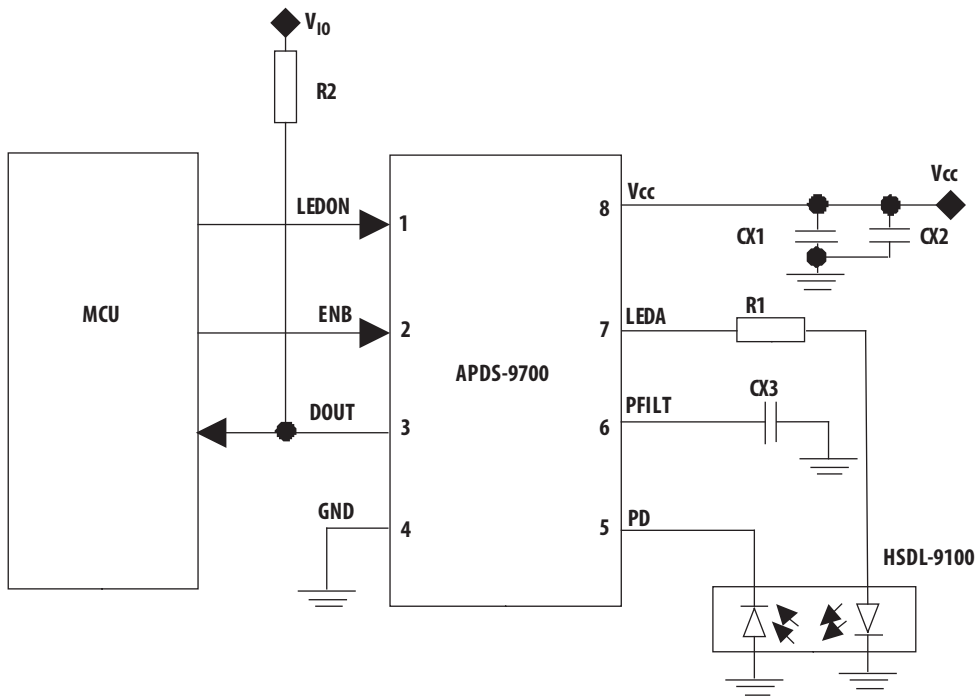 V10
R2
Vcc
LEDON
1
8
Vcc
CX1
CX2
MCU
ENB
2
7
LEDA
R1
APDS-9700
DOUT
3
6
PFILT
CX3
GND
4
5
PD
HSDL-9100